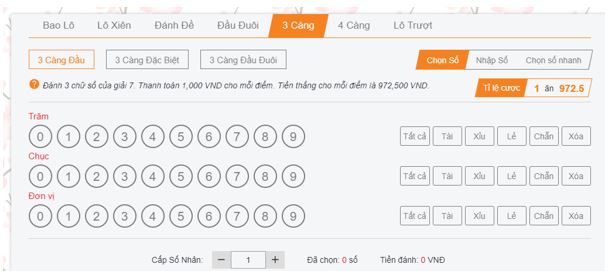 Bao Lô Lô Xiên Đánh Đề Đầu Đuôi 3 Càng 4 Càng Lô Trượt
3 Càng Đầu 3 Càng Đặc Biệt 3 Càng Đầu Đuôi Chọn Số Nhập Số Chọn số nhanh
? Đánh 3 chữ số của giải 7. Thanh toán 1,000 VND cho mỗi điểm. Tiền thắng cho mỗi điểm là 972,500 VND. Tỉ lệ cược 1 ăn 972.5
Trăm
0 1 2 3 4 5 6 7 8 9 Tất cả Tài Xỉu Lẻ Chẵn Xóa
Chục
0 1 2 3 4 5 6 7 8 9 Tất cả Tài Xỉu Lẻ Chẵn Xóa
Đơn vị
0 1 2 3 4 5 6 7 8 9 Tất cả Tài Xỉu Lẻ Chẵn Xóa
Cấp Số Nhân: − 1 + Đã chọn: 0 số Tiền đánh: 0 VNĐ